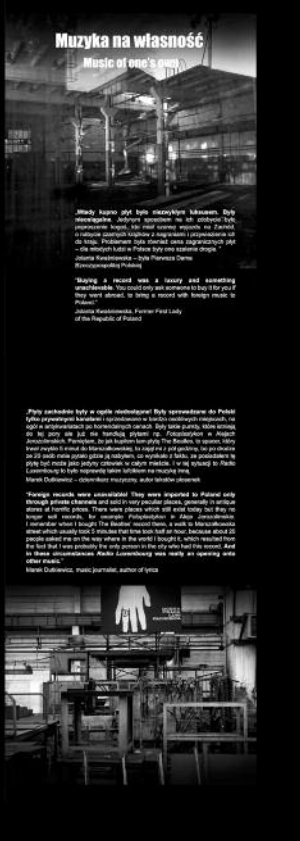 Muzyka na własność
Music of one's own
„Wtedy kupno płyt było niezwykłym luksusem. Były
nieosiągalne. Jedynym sposobem na ich zdobycie było
poproszenie kogoś, kto miał szansę wyjazdu na Zachód,
o nabycie czarnych krążków z nagraniami i przywiezienie ich
do kraju. Problemem była również cena zagranicznych płyt
– dla młodych ludzi w Polsce były one szalenie drogie. "
Jolanta Kwaśniewska – była Pierwsza Dama
Rzeczypospolitej Polskiej
"Buying a record was a luxury and something
unachievable. You could only ask someone to buy it for you if
they went abroad, to bring a record with foreign music to
Poland."
Jolanta Kwaśniewska, Former First Lady
of the Republic of Poland
„Płyty zachodnie były w ogóle niedostępne! Były sprowadzane do Polski
tylko prywatnymi kanałami i sprzedawane w bardzo osobliwych miejscach, na
ogół w antykwariatach po horrendalnych cenach. Były takie punkty, które istnieją
do tej pory ale już nie handlują płytami np. Fotoplastykon w Alejach
Jerozolimskich. Pamiętam, że jak kupiłem tam płytę The Beatles, to spacer, który
trwał zwykle 5 minut do Marszałkowskiej, to zajął mi z pół godziny, bo po drodze
ze 20 osób mnie pytało gdzie ją nabyłem, co wynikało z faktu, że posiadałem tę
płytę być może jako jedyny człowiek w całym mieście. I w tej sytuacji to Radio
Luxembourg to było naprawdę takim lufcikiem na muzykę inną.
Marek Dutkiewicz – dziennikarz muzyczny, autor tekstów piosenek
"Foreign records were unavailable! They were imported to Poland only
through private channels and sold in very peculiar places, generally in antique
stores at horrific prices. There were places which still exist today but they no
longer sell records, for example Fotoplastykon in Aleje Jerozolimskie.
I remember when I bought The Beatles' record there, a walk to Marszałkowska
street which usually took 5 minutes that time took half an hour, because about 20
people asked me on the way where in the world I bought it, which resulted from
the fact that I was probably the only person in the city who had this record. And
in these circumstances Radio Luxembourg was really an opening onto
other music."
Marek Dutkiewicz, music journalist, author of lyrics